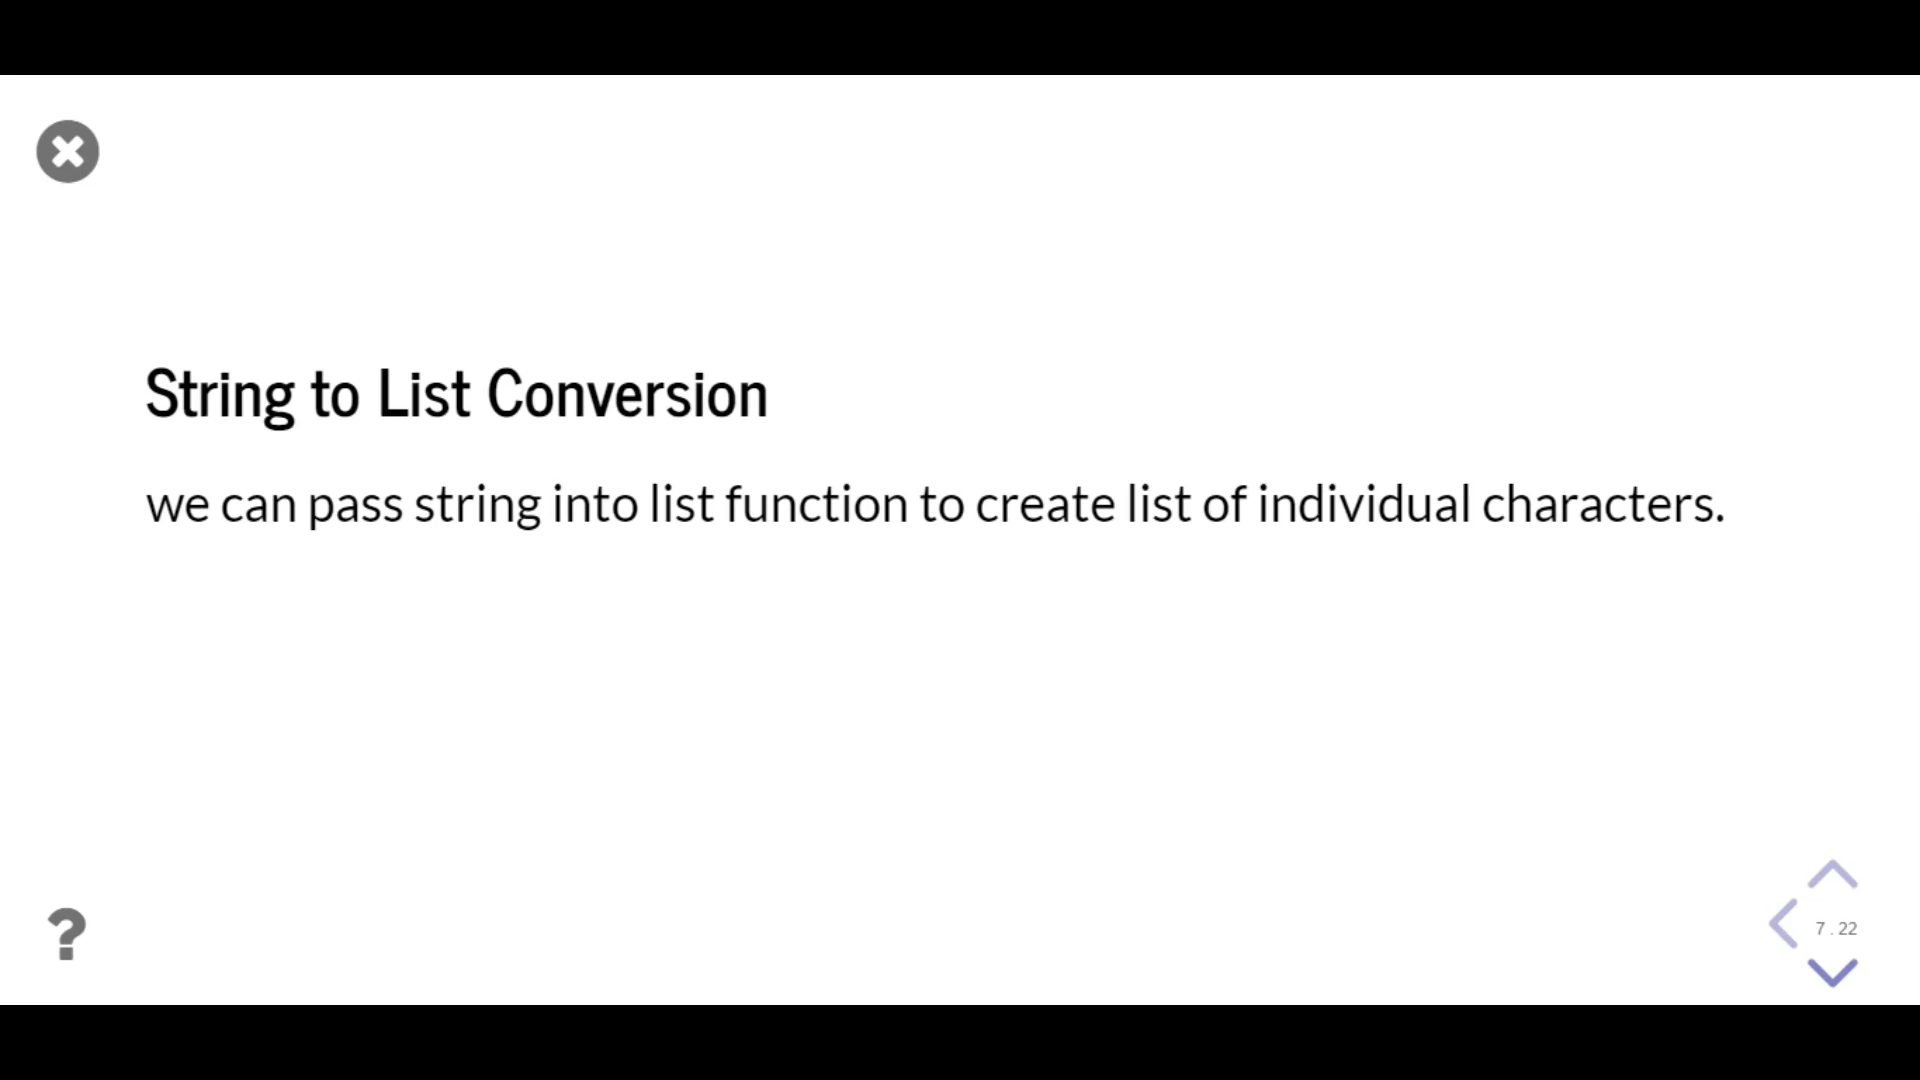 String to List Conversion
we can pass string into list function to create list of individual characters.
?
7 . 22